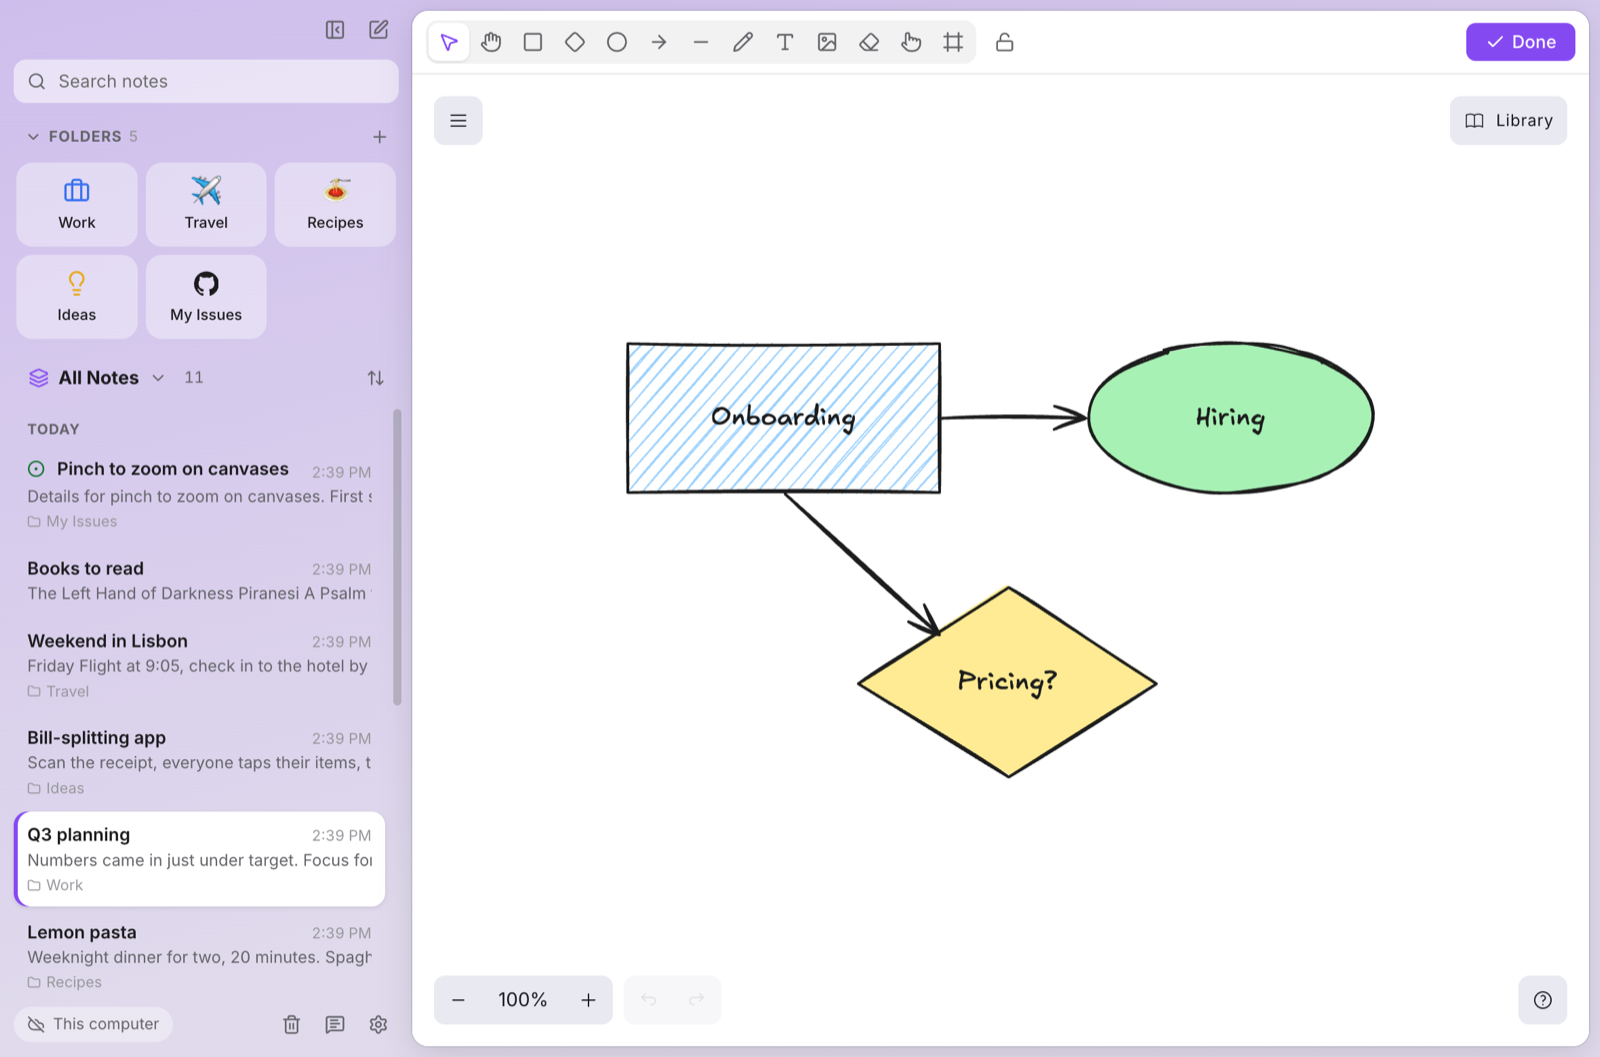 Search notes
FOLDERS 5
Work
Travel
Recipes
Ideas
My Issues
All Notes 11
TODAY
Pinch to zoom on canvases 2:39 PM
Details for pinch to zoom on canvases. First s
My Issues
Books to read 2:39 PM
The Left Hand of Darkness Piranesi A Psalm
Weekend in Lisbon 2:39 PM
Friday Flight at 9:05, check in to the hotel by
Travel
Bill-splitting app 2:39 PM
Scan the receipt, everyone taps their items, t
Ideas
Q3 planning 2:39 PM
Numbers came in just under target. Focus for
Work
Lemon pasta 2:39 PM
Weeknight dinner for two, 20 minutes. Spagh
Recipes
This computer
Done
Library
Onboarding
Hiring
Pricing?
100%